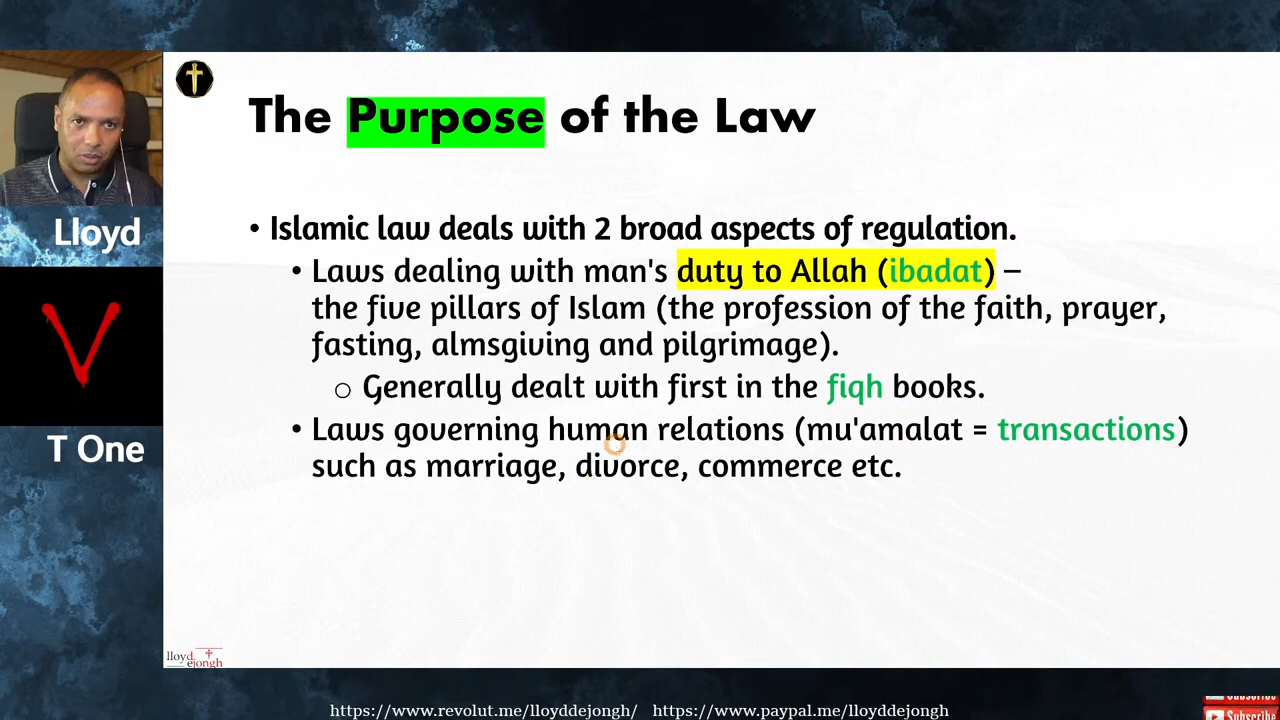 The Purpose of the Law
Lloyd
V
T One
• Islamic law deals with 2 broad aspects of regulation.
• Laws dealing with man's duty to Allah (ibadat) –
the five pillars of Islam (the profession of the faith, prayer,
fasting, almsgiving and pilgrimage).
o Generally dealt with first in the fiqh books.
• Laws governing human relations (mu'amalat = transactions)
such as marriage, divorce, commerce etc.
lloyd
ejongh
https://www.revolut.me/lloyddejongh/ https://www.paypal.me/lloyddejongh
Subscribe
Subscribe